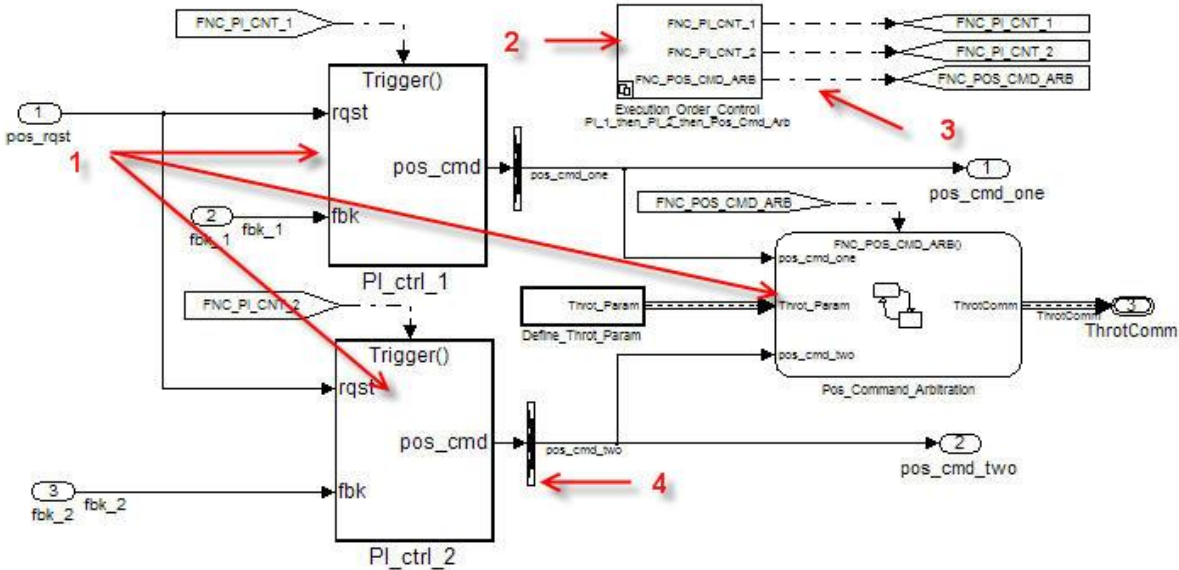 FNC_PI_CNT_1
FNC_PI_CNT_1
FNC_PI_CNT_1
2
FNC_PI_CNT_2
FNC_PI_CNT_2
Trigger()
FNC_POS_CMD_ARB
FNC_POS_CMD_ARB
1
rqst
Execution_Order_Control
PI_1_then_PI_2_then_Pos_Cmd_Arb
3
pos_rqst
1
pos_cmd
pos_cmd_one
1
pos_cmd_one
FNC_POS_CMD_ARB
2
fbk_1
fbk
fbk_1
FNC_POS_CMD_ARB()
pos_cmd_one
PI_ctrl_1
FNC_PI_CNT_2
Throt_Param
Throt_Param
ThrotComm
3
ThrotComm
ThrotComm
Define_Throt_Param
Trigger()
pos_cmd_two
rqst
Pos_Command_Arbitration
pos_cmd
pos_cmd_two
2
pos_cmd_two
4
3
fbk_2
fbk
fbk_2
PI_ctrl_2